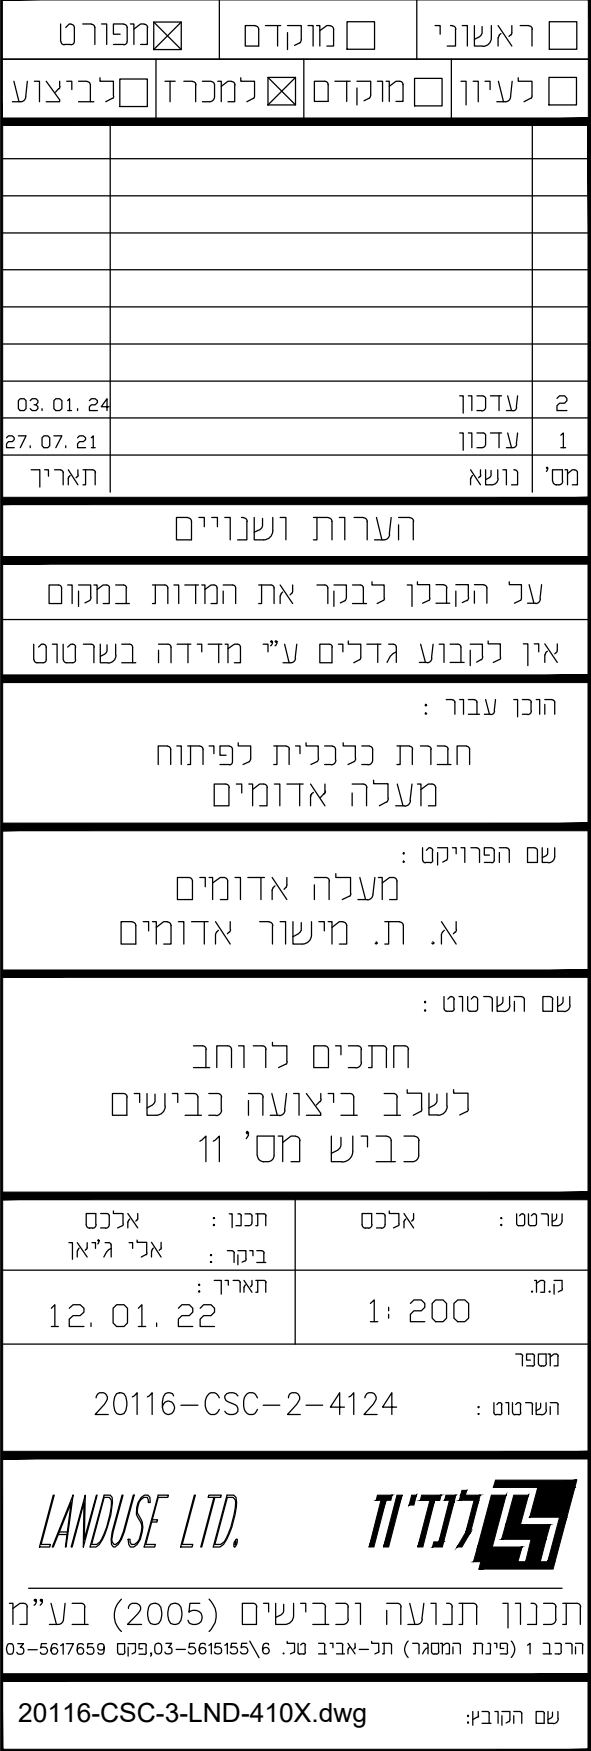 ראשוני מוקדם מפורט
לעיון מוקדם למכרז לביצוע
2 עדכון 03.01.24
1 עדכון 27.07.21
מס' נושא תאריך
הערות ושנויים
על הקבלן לבקר את המדות במקום
אין לקבוע גדלים ע"י מדידה בשרטוט
הוכן עבור :
חברת כלכלית לפיתוח
מעלה אדומים
שם הפרויקט :
מעלה אדומים
א. ת. מישור אדומים
שם השרטוט :
חתכים לרוחב
לשלב ביצועה כבישים
כביש מס' 11
שרטט : אלכס תכנן : אלכס
ביקר : אלי ג'יאן
ק.מ. תאריך :
1: 200 12.01.22
מספר
השרטוט : 20116-CSC-2-4124
לנד'וז LANDUSE LTD.
תכנון תנועה וכבישים (2005) בע"מ
הרכב 1 (פינת המסגר) תל-אביב טל. 6\03-5615155,פקס 03-5617659
שם הקובץ: 20116-CSC-3-LND-410X.dwg